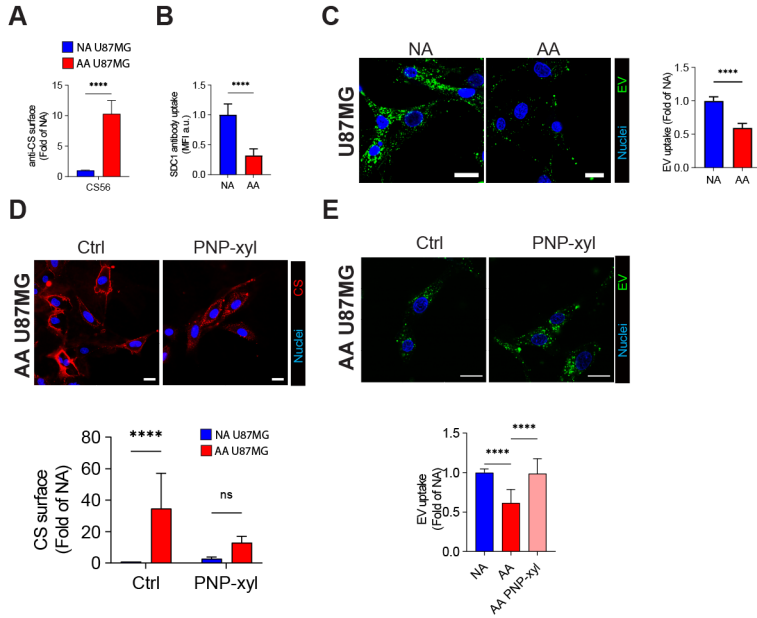 A
NA U87MG
AA U87MG
anti-CS surface
(Fold of NA)
15
10
5
0
****
CS56
B
SDC1 antibody uptake
(MFI a.u.)
1.5
1.0
0.5
0.0
****
NA
AA
C
NA
AA
U87MG
Nuclei
EV
EV uptake (Fold of NA)
1.5
1.0
0.5
0.0
****
NA
AA
D
Ctrl
PNP-xyl
AA U87MG
Nuclei
CS
NA U87MG
AA U87MG
CS surface
(Fold of NA)
80
60
40
20
0
****
ns
Ctrl
PNP-xyl
E
Ctrl
PNP-xyl
AA U87MG
Nuclei
EV
EV uptake
(Fold of NA)
1.5
1.0
0.5
0.0
****
****
NA
AA
AA PNP-xyl